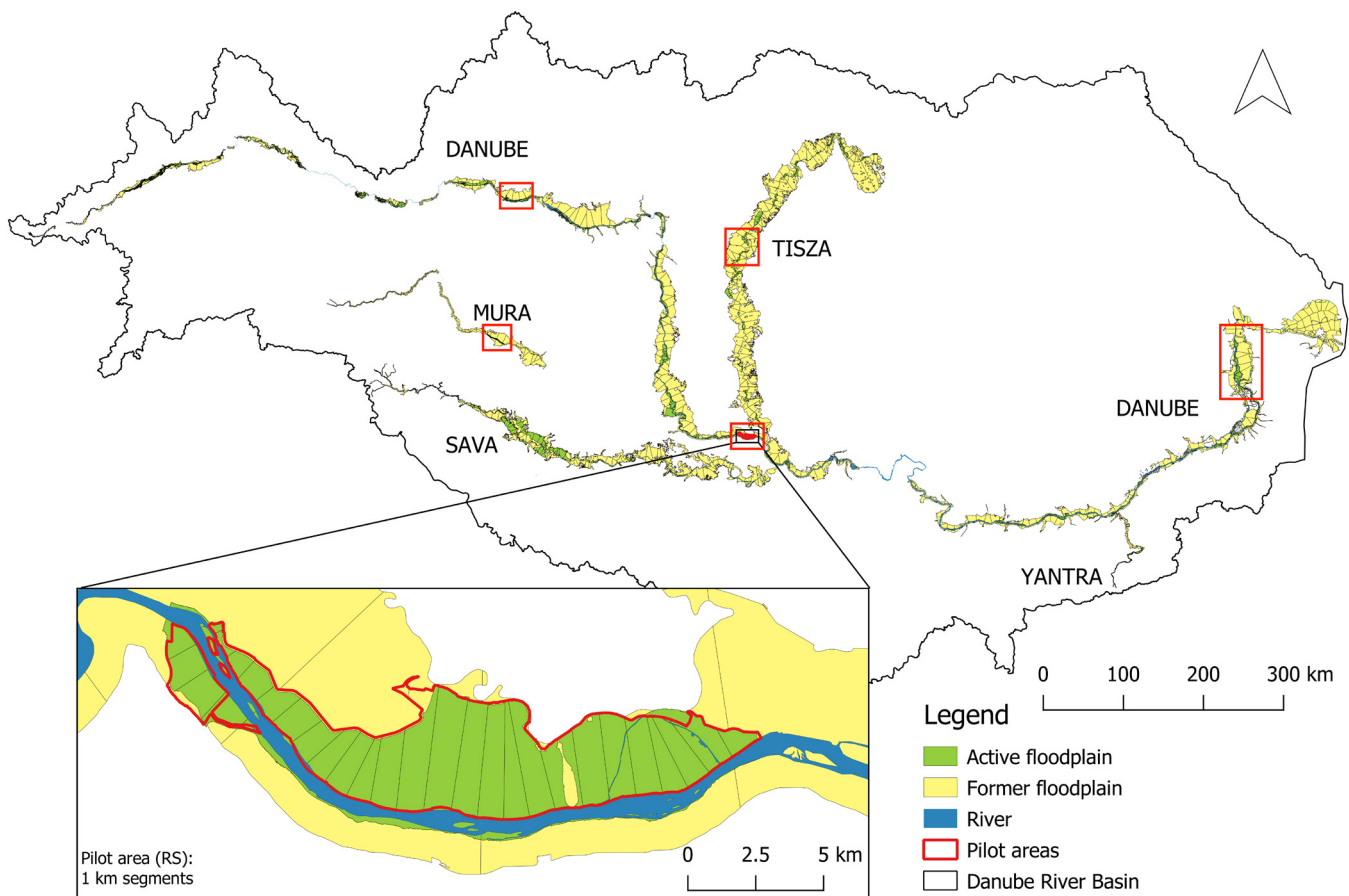 DANUBE
TISZA
MURA
DANUBE
SAVA
YANTRA
0 100 200 300 km
Legend
Active floodplain
Former floodplain
River
Pilot areas
Danube River Basin
Pilot area (RS):
1 km segments
0 2.5 5 km